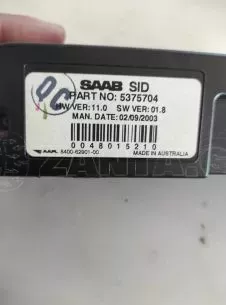 SAAB SID
PART NO: 5375704
HW VER: 11.0 SW VER: 01.8
MAN. DATE: 02/09/2003
0048015210
MADE IN AUSTRALIA
8400-62901-00